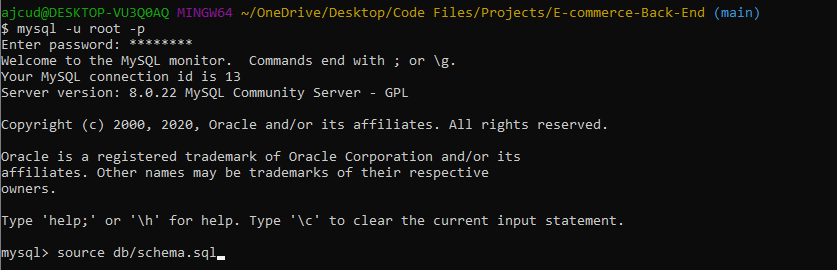 ajcud@DESKTOP-VU3Q0AQ MINGW64 ~/OneDrive/Desktop/Code Files/Projects/E-commerce-Back-End (main)
$ mysql -u root -p
Enter password: ********
Welcome to the MySQL monitor.  Commands end with ; or \g.
Your MySQL connection id is 13
Server version: 8.0.22 MySQL Community Server - GPL
Copyright (c) 2000, 2020, Oracle and/or its affiliates. All rights reserved.
Oracle is a registered trademark of Oracle Corporation and/or its
affiliates. Other names may be trademarks of their respective
owners.
Type 'help;' or '\h' for help. Type '\c' to clear the current input statement.
mysql> source db/schema.sql